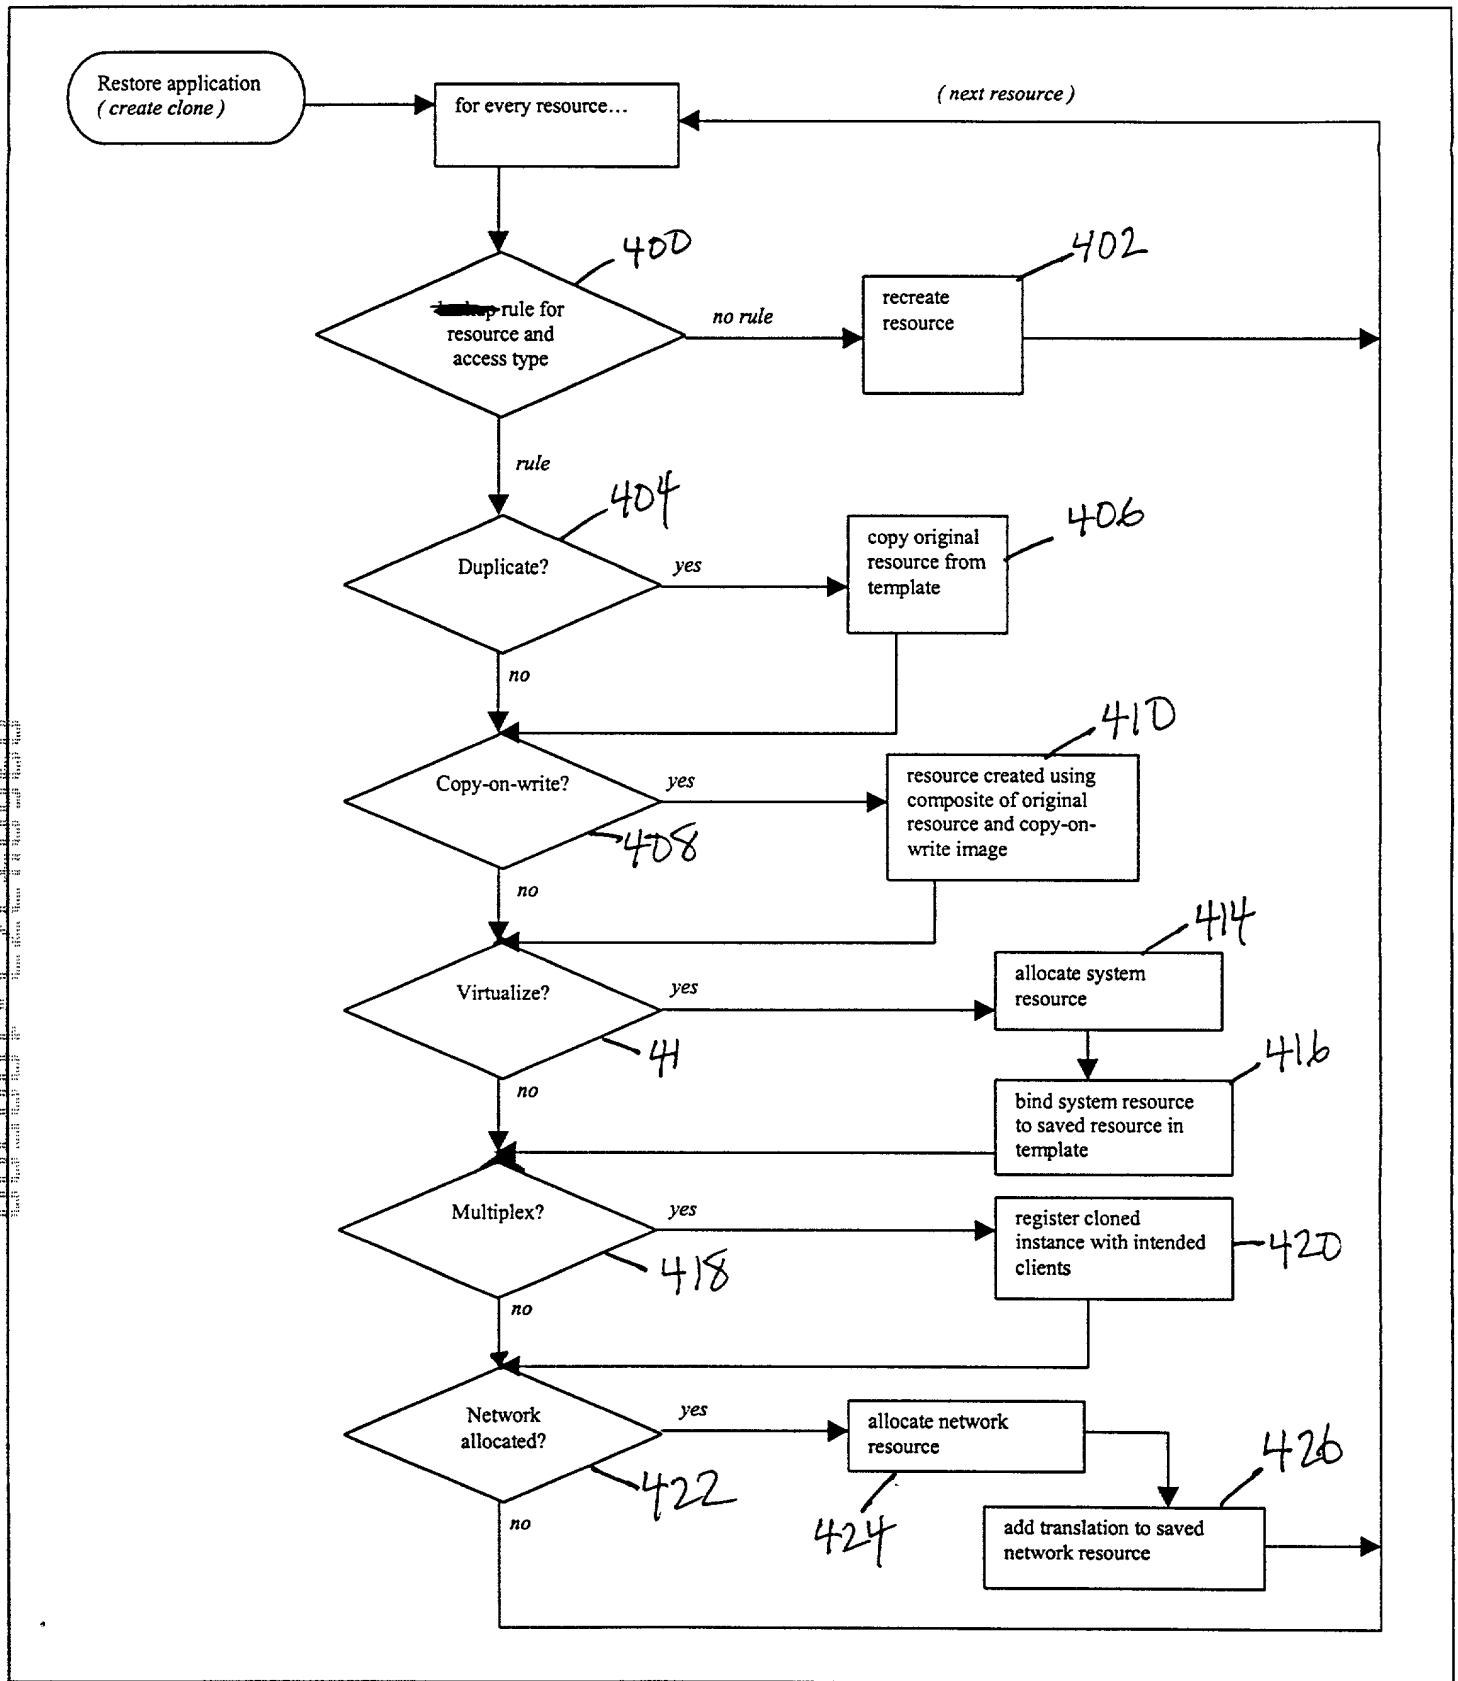 Restore application
( create clone )
for every resource...
( next resource )
400
rule for
resource and
access type
no rule
402
recreate
resource
rule
404
Duplicate?
yes
406
copy original
resource from
template
no
Copy-on-write?
408
yes
410
resource created using
composite of original
resource and copy-on-
write image
no
Virtualize?
41
yes
414
allocate system
resource
416
bind system resource
to saved resource in
template
no
Multiplex?
418
yes
register cloned
instance with intended
clients
420
no
Network
allocated?
422
yes
allocate network
resource
424
426
add translation to saved
network resource
no